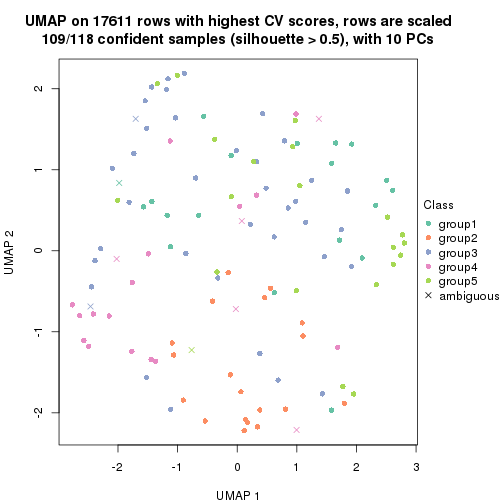 UMAP on 17611 rows with highest CV scores, rows are scaled
109/118 confident samples (silhouette > 0.5), with 10 PCs
2
1
0
-1
-2
UMAP 2
-2
-1
0
1
2
3
UMAP 1
Class
group1
group2
group3
group4
group5
ambiguous